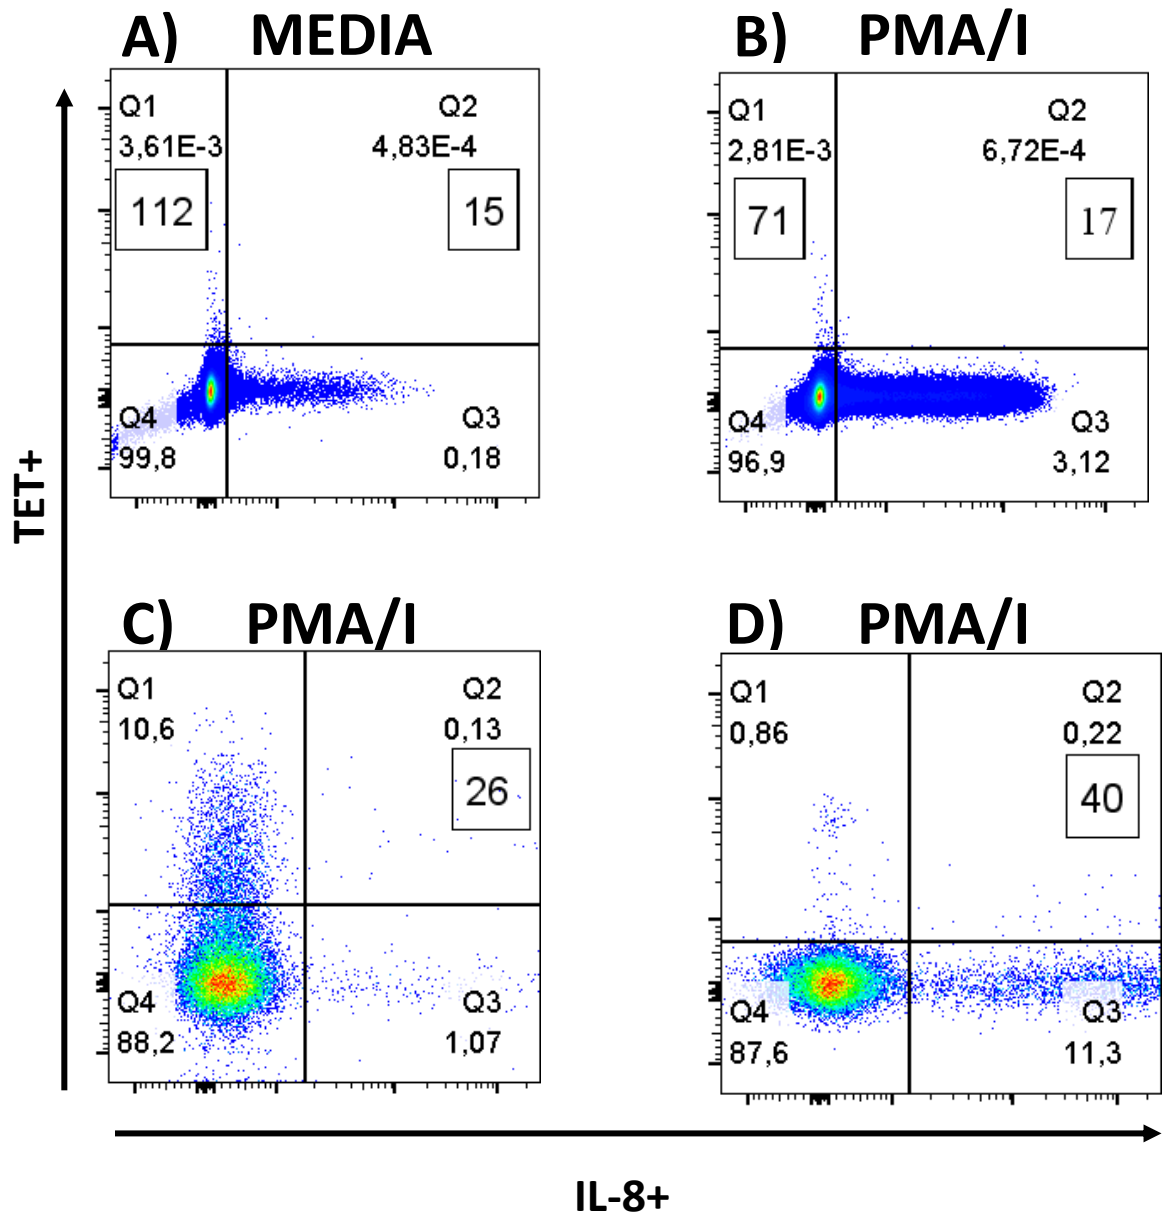 A) MEDIA
Q1
3,61E-3
112
Q2
4,83E-4
15
Q4
99,8
Q3
0,18
B) PMA/I
Q1
2,81E-3
71
Q2
6,72E-4
17
Q4
96,9
Q3
3,12
TET+
C) PMA/I
Q1
10,6
Q2
0,13
26
Q4
88,2
Q3
1,07
D) PMA/I
Q1
0,86
Q2
0,22
40
Q4
87,6
Q3
11,3
IL-8+